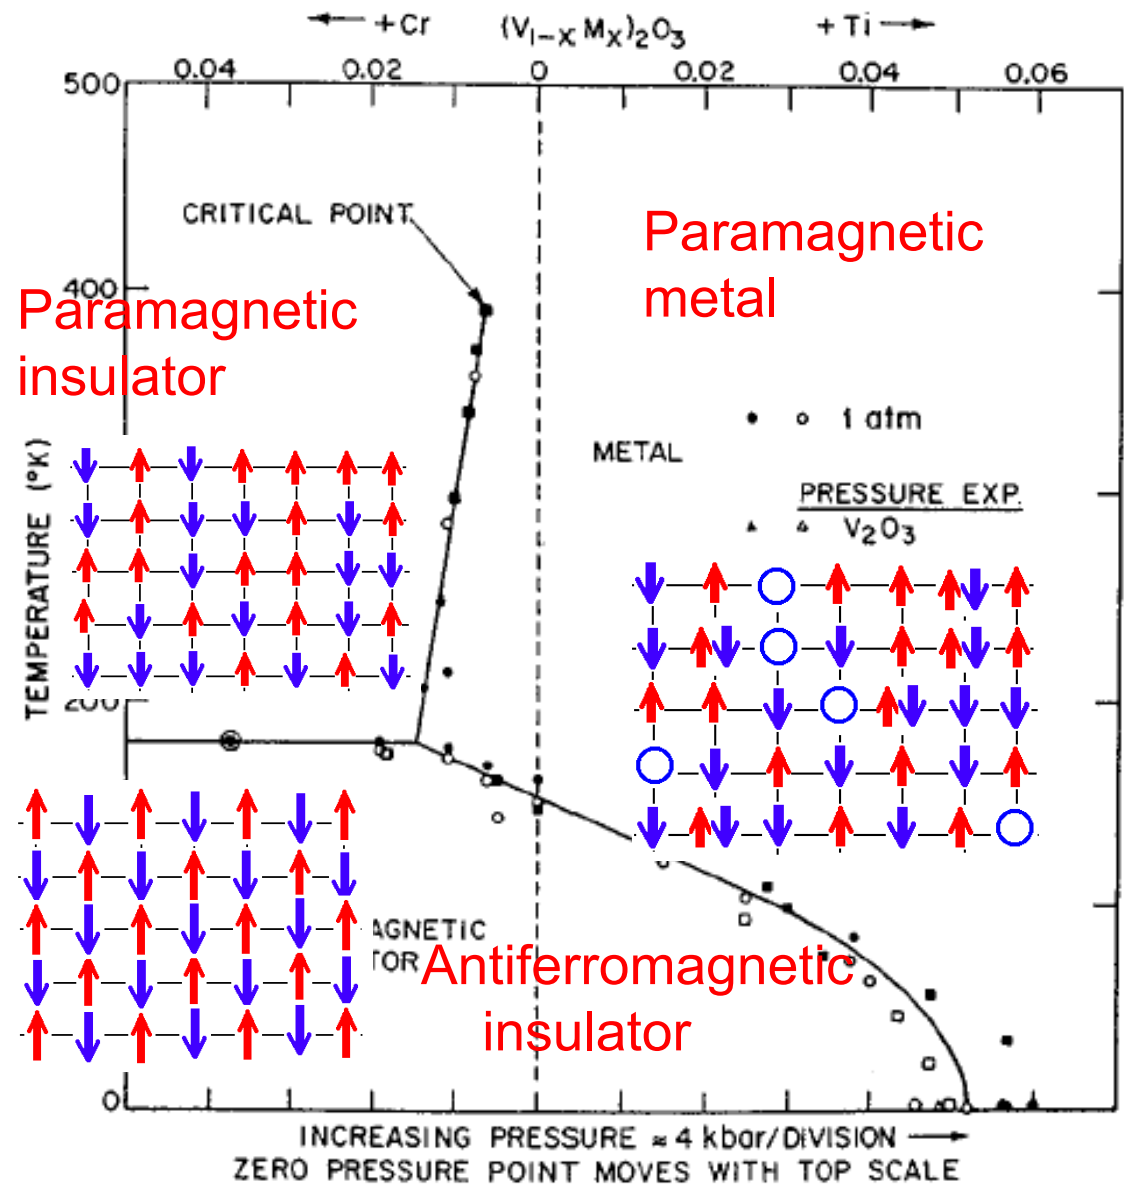 +Cr (V1-xMx)2O3 +Ti
0.04 0.02 0 0.02 0.04 0.06
500
CRITICAL POINT
Paramagnetic
metal
400
Paramagnetic
insulator
1 atm
METAL
PRESSURE EXP.
V2O3
TEMPERATURE (°K)
200
AGNETIC
TOR
Antiferromagnetic
insulator
0
INCREASING PRESSURE ≈ 4 kbar/DIVISION
ZERO PRESSURE POINT MOVES WITH TOP SCALE